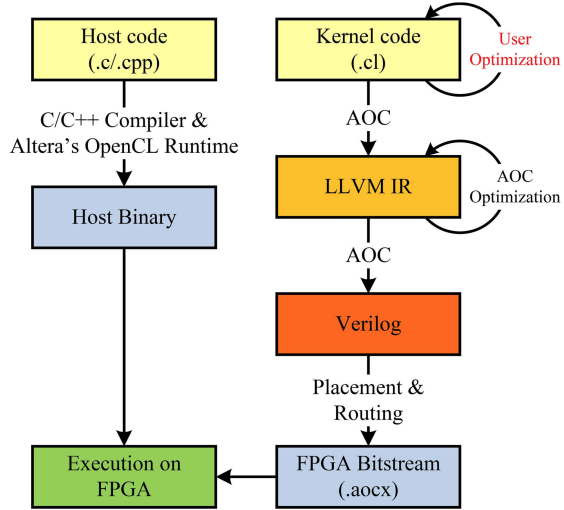 Host code
(.c/.cpp)
Kernel code
(.cl)
User
Optimization
C/C++ Compiler &
Altera's OpenCL Runtime
AOC
Host Binary
LLVM IR
AOC
Optimization
AOC
Verilog
Placement &
Routing
Execution on
FPGA
FPGA Bitstream
(.aocx)